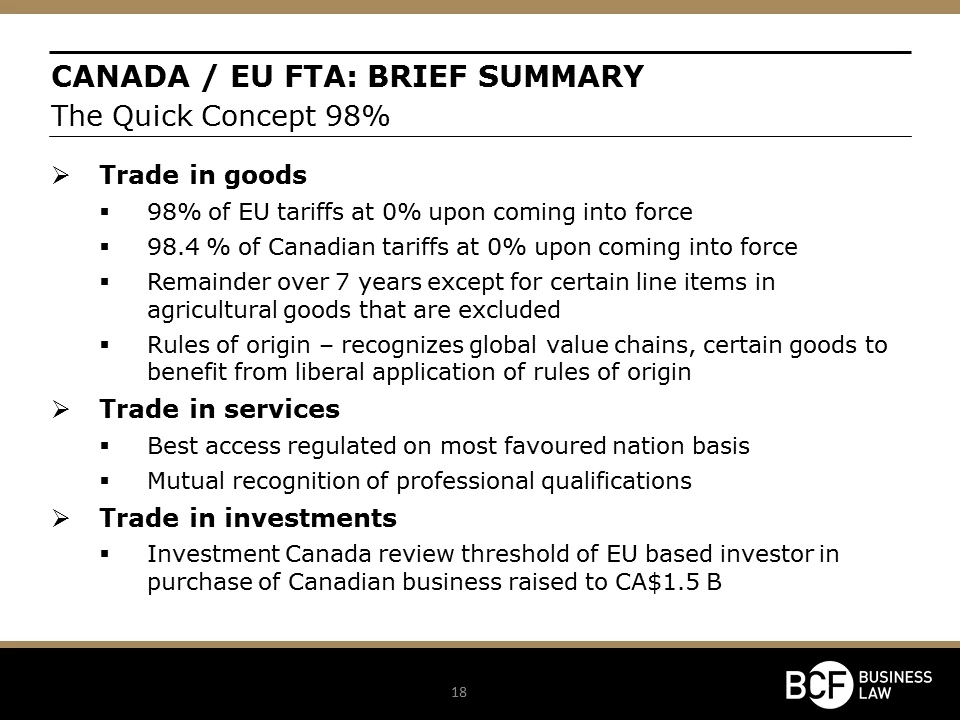 CANADA / EU FTA: BRIEF SUMMARY
The Quick Concept 98%
➢ Trade in goods
▪ 98% of EU tariffs at 0% upon coming into force
▪ 98.4 % of Canadian tariffs at 0% upon coming into force
▪ Remainder over 7 years except for certain line items in
agricultural goods that are excluded
▪ Rules of origin – recognizes global value chains, certain goods to
benefit from liberal application of rules of origin
➢ Trade in services
▪ Best access regulated on most favoured nation basis
▪ Mutual recognition of professional qualifications
➢ Trade in investments
▪ Investment Canada review threshold of EU based investor in
purchase of Canadian business raised to CA$1.5 B
18
BCF BUSINESS
LAW